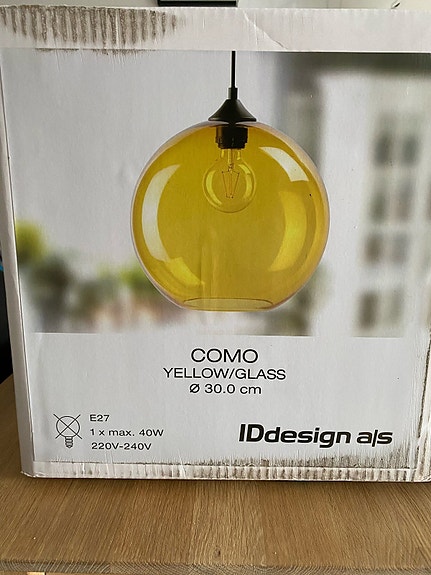 COMO
YELLOW/GLASS
Ø 30.0 cm
E27
1 x max. 40W
220V-240V
IDdesign a|s